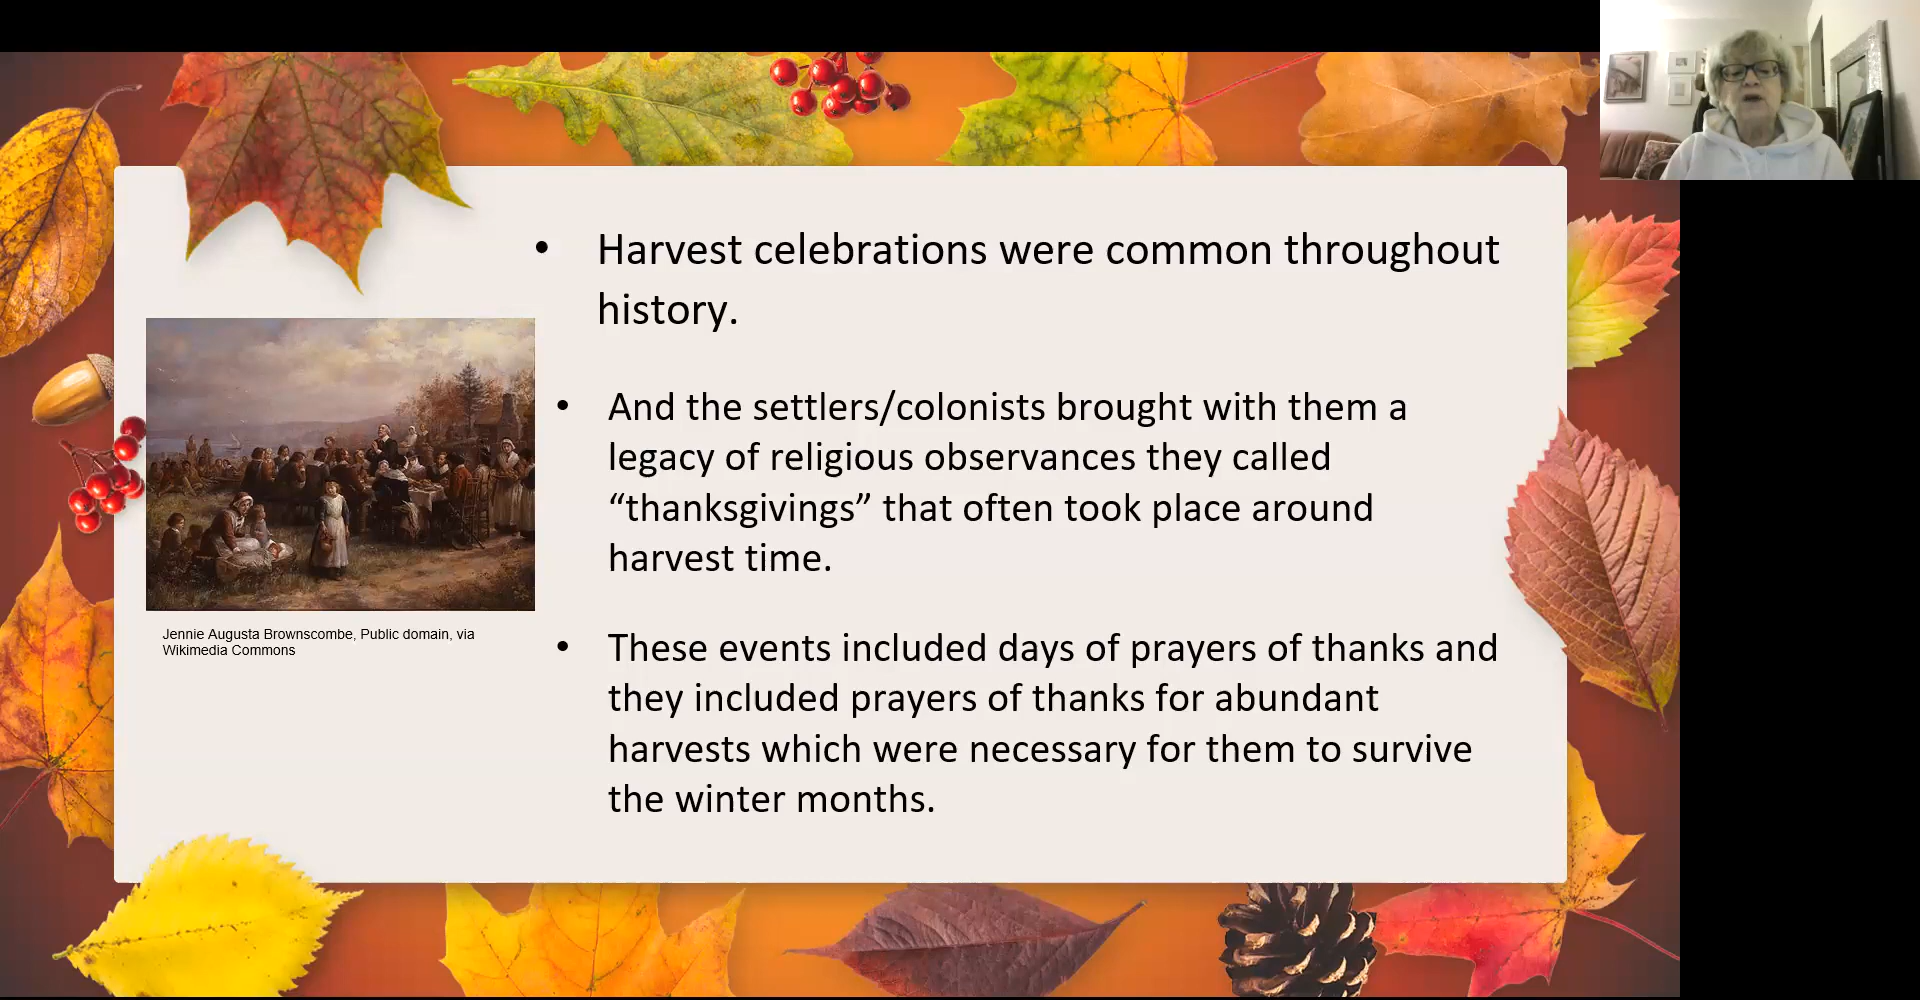 • Harvest celebrations were common throughout
history.
• And the settlers/colonists brought with them a
legacy of religious observances they called
“thanksgivings” that often took place around
harvest time.
• These events included days of prayers of thanks and
they included prayers of thanks for abundant
harvests which were necessary for them to survive
the winter months.
Jennie Augusta Brownscombe, Public domain, via
Wikimedia Commons